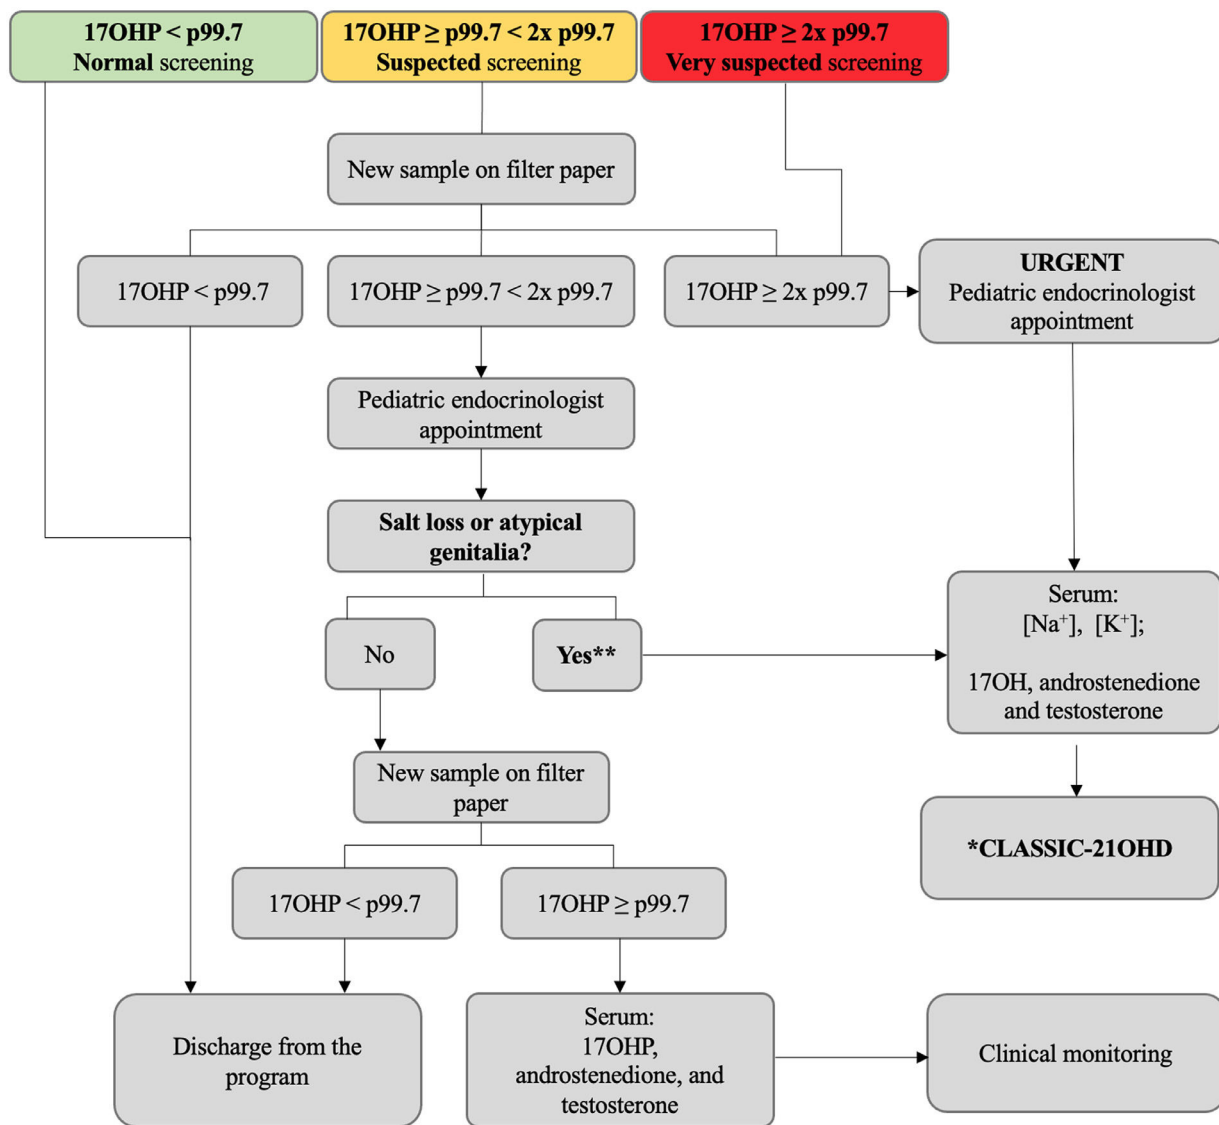 17OHP < p99.7
Normal screening
17OHP ≥ p99.7 < 2x p99.7
Suspected screening
17OHP ≥ 2x p99.7
Very suspected screening
New sample on filter paper
17OHP < p99.7
17OHP ≥ p99.7 < 2x p99.7
17OHP ≥ 2x p99.7
URGENT
Pediatric endocrinologist
appointment
Pediatric endocrinologist
appointment
Salt loss or atypical
genitalia?
No
Yes**
Serum:
[Na⁺], [K⁺];
17OH, androstenedione
and testosterone
New sample on filter
paper
*CLASSIC-21OHD
17OHP < p99.7
17OHP ≥ p99.7
Discharge from the
program
Serum:
17OHP,
androstenedione, and
testosterone
Clinical monitoring